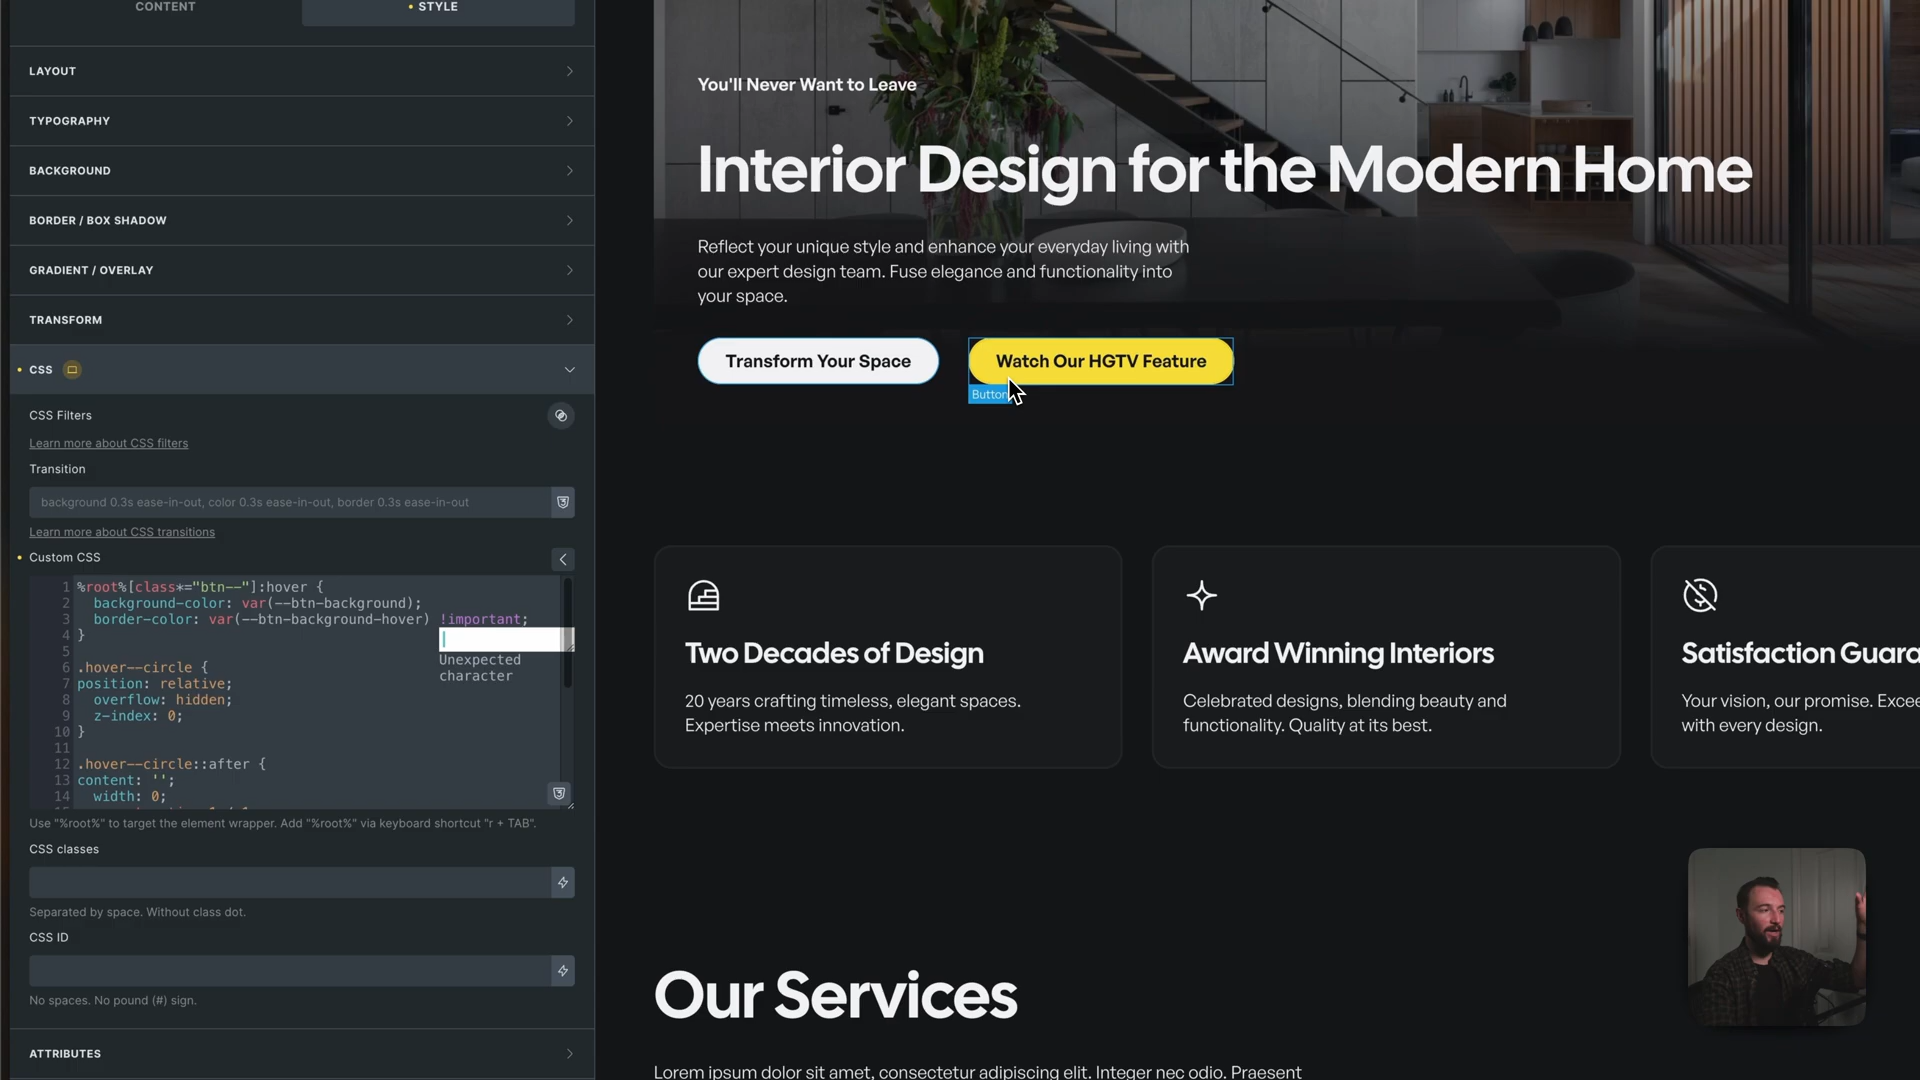 CONTENT
STYLE
LAYOUT
TYPOGRAPHY
BACKGROUND
BORDER / BOX SHADOW
GRADIENT / OVERLAY
TRANSFORM
CSS
CSS Filters
Learn more about CSS filters
Transition
background 0.3s ease-in-out, color 0.3s ease-in-out, border 0.3s ease-in-out
Learn more about CSS transitions
Custom CSS
1 %root%[class*="btn--"]:hover {
2 background-color: var(--btn-background);
3 border-color: var(--btn-background-hover) !important;
4 }
5
Unexpected
character
6 .hover--circle {
7 position: relative;
8 overflow: hidden;
9 z-index: 0;
10 }
11
12 .hover--circle::after {
13 content: '';
14 width: 0;
Use "%root%" to target the element wrapper. Add "%root%" via keyboard shortcut "r + TAB".
CSS classes
Separated by space. Without class dot.
CSS ID
No spaces. No pound (#) sign.
ATTRIBUTES
You'll Never Want to Leave
Interior Design for the Modern Home
Reflect your unique style and enhance your everyday living with
our expert design team. Fuse elegance and functionality into
your space.
Transform Your Space
Watch Our HGTV Feature
Button
Two Decades of Design
20 years crafting timeless, elegant spaces.
Expertise meets innovation.
Award Winning Interiors
Celebrated designs, blending beauty and
functionality. Quality at its best.
Satisfaction Guara
Your vision, our promise. Excee
with every design.
Our Services
Lorem ipsum dolor sit amet, consectetur adipiscing elit. Integer nec odio. Praesent